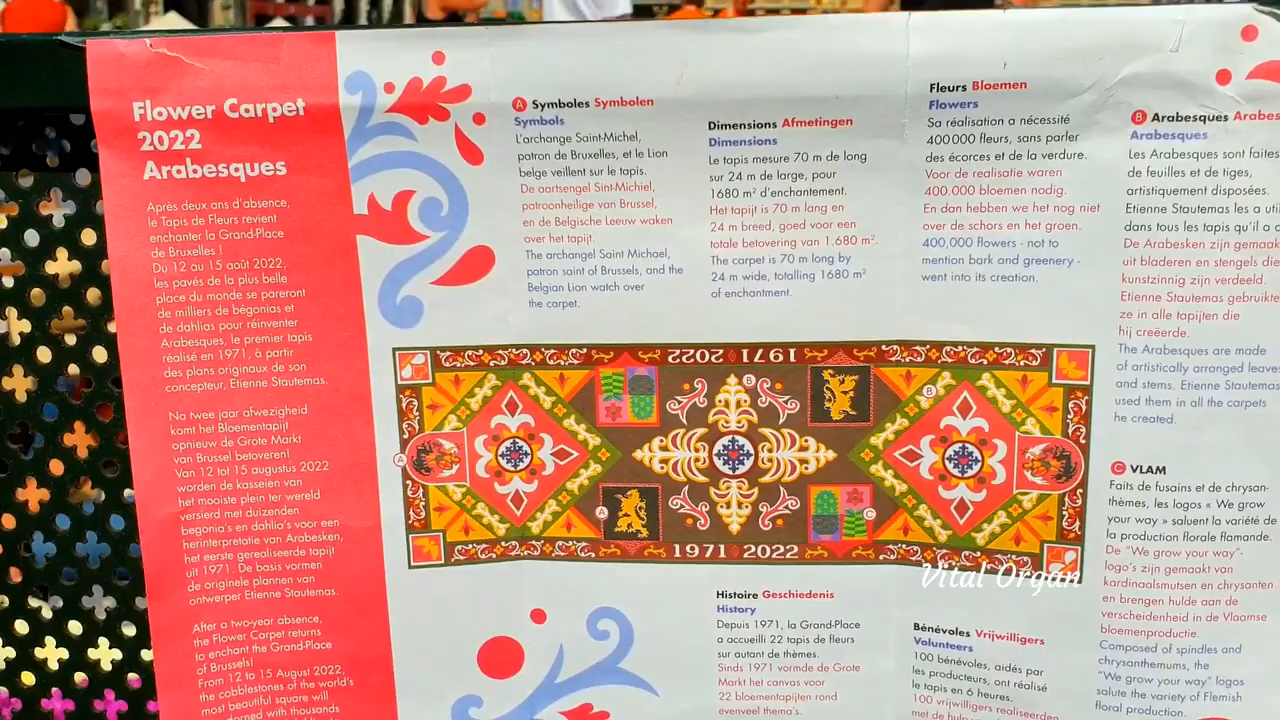 Flower Carpet
2022
Arabesques
Après deux ans d'absence,
le Tapis de Fleurs revient
enchanter la Grand-Place
de Bruxelles !
Du 12 au 15 août 2022,
les pavés de la plus belle
place du monde se pareront
de milliers de bégonias et
de dahlias pour réinventer
Arabesques, le premier tapis
réalisé en 1971, à partir
des plans originaux de son
concepteur, Etienne Stautemas.
Na twee jaar afwezigheid
komt het Bloementapijt
opnieuw de Grote Markt
van Brussel betoveren!
Van 12 tot 15 augustus 2022
worden de kasseien van
het mooiste plein ter wereld
versierd met duizenden
begonia's en dahlia's voor een
herinterpretatie van Arabesken,
het eerste gerealiseerde tapijt
uit 1971. De basis vormen
de originele plannen van
ontwerper Etienne Stautemas.
After a two-year absence,
the Flower Carpet returns
to enchant the Grand-Place
of Brussels!
From 12 to 15 August 2022,
the cobblestones of the world's
most beautiful square will
adorned with thousands
A Symboles Symbolen
Symbols
L'archange Saint-Michel,
patron de Bruxelles, et le Lion
belge veillent sur le tapis.
De aartsengel Sint-Michiel,
patroonheilige van Brussel,
en de Belgische Leeuw waken
over het tapijt.
The archangel Saint Michael,
patron saint of Brussels, and the
Belgian Lion watch over
the carpet.
Dimensions Afmetingen
Dimensions
Le tapis mesure 70 m de long
sur 24 m de large, pour
1680 m² d'enchantement.
Het tapijt is 70 m lang en
24 m breed, goed voor een
totale betovering van 1.680 m².
The carpet is 70 m long by
24 m wide, totalling 1680 m²
of enchantment.
Fleurs Bloemen
Flowers
Sa réalisation a nécessité
400 000 fleurs, sans parler
des écorces et de la verdure.
Voor de realisatie waren
400.000 bloemen nodig.
En dan hebben we het nog niet
over de schors en het groen.
400,000 flowers - not to
mention bark and greenery -
went into its creation.
B Arabesques Arabes
Arabesques
Les Arabesques sont faites
de feuilles et de tiges,
artistiquement disposées.
Etienne Stautemas les a util
dans tous les tapis qu'il a c
De Arabesken zijn gemaak
uit bladeren en stengels die
kunstzinnig zijn verdeeld.
Etienne Stautemas gebruikte
ze in alle tapijten die
hij creëerde.
The Arabesques are made
of artistically arranged leaves
and stems. Etienne Stautemas
used them in all the carpets
he created.
C VLAM
Faits de fusains et de chrysan-
thèmes, les logos « We grow
your way » saluent la variété de
la production florale flamande.
De "We grow your way"-
logo's zijn gemaakt van
kardinaalsmutsen en chrysanten
en brengen hulde aan de
verscheidenheid in de Vlaamse
bloemenproductie.
Composed of spindles and
chrysanthemums, the
"We grow your way" logos
salute the variety of Flemish
floral production.
1971 2022
A
B
B
A
C
1971 2022
Vital Organ
Histoire Geschiedenis
History
Depuis 1971, la Grand-Place
a accueilli 22 tapis de fleurs
sur autant de thèmes.
Sinds 1971 vormde de Grote
Markt het canvas voor
22 bloementapijten rond
evenveel thema's.
Bénévoles Vrijwilligers
Volunteers
100 bénévoles, aidés par
les producteurs, ont réalisé
le tapis en 6 heures.
100 vrijwilligers realiseerden
met de hulp